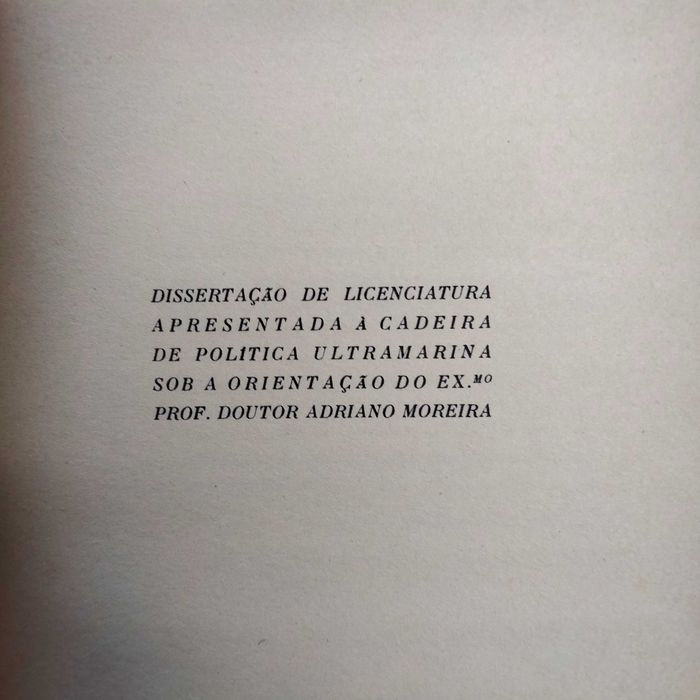 DISSERTAÇÃO DE LICENCIATURA
APRESENTADA À CADEIRA
DE POLÍTICA ULTRAMARINA
SOB A ORIENTAÇÃO DO EX.ᴹᴼ
PROF. DOUTOR ADRIANO MOREIRA